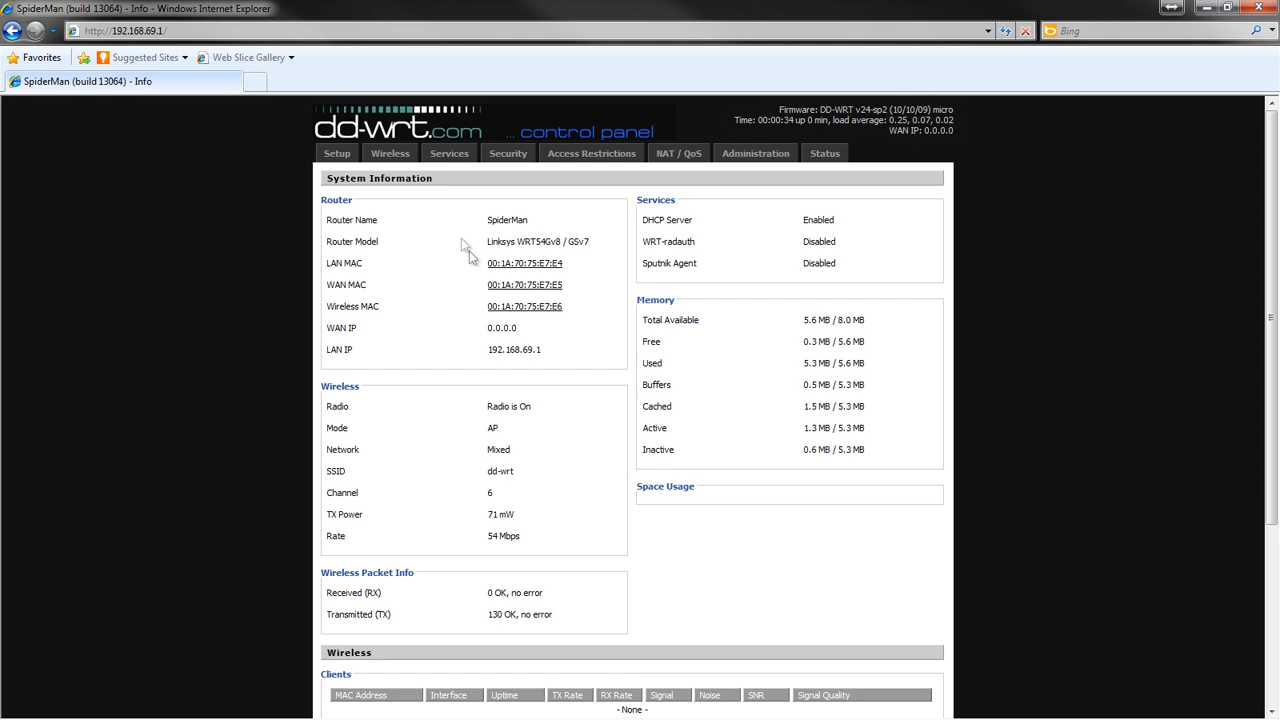 SpiderMan (build 13064) - Info - Windows Internet Explorer
http://192.168.69.1/
Bing
Favorites
Suggested Sites
Web Slice Gallery
SpiderMan (build 13064) - Info
dd-wrt.com ... control panel
Firmware: DD-WRT v24-sp2 (10/10/09) micro
Time: 00:00:34 up 0 min, load average: 0.25, 0.07, 0.02
WAN IP: 0.0.0.0
Setup Wireless Services Security Access Restrictions NAT / QoS Administration Status
System Information
Router
Router Name SpiderMan
Router Model Linksys WRT54Gv8 / GSv7
LAN MAC 00:1A:70:75:E7:E4
WAN MAC 00:1A:70:75:E7:E5
Wireless MAC 00:1A:70:75:E7:E6
WAN IP 0.0.0.0
LAN IP 192.168.69.1
Wireless
Radio Radio is On
Mode AP
Network Mixed
SSID dd-wrt
Channel 6
TX Power 71 mW
Rate 54 Mbps
Wireless Packet Info
Received (RX) 0 OK, no error
Transmitted (TX) 130 OK, no error
Services
DHCP Server Enabled
WRT-radauth Disabled
Sputnik Agent Disabled
Memory
Total Available 5.6 MB / 8.0 MB
Free 0.3 MB / 5.6 MB
Used 5.3 MB / 5.6 MB
Buffers 0.5 MB / 5.3 MB
Cached 1.5 MB / 5.3 MB
Active 1.3 MB / 5.3 MB
Inactive 0.6 MB / 5.3 MB
Space Usage
Wireless
Clients
MAC Address Interface Uptime TX Rate RX Rate Signal Noise SNR Signal Quality
- None -